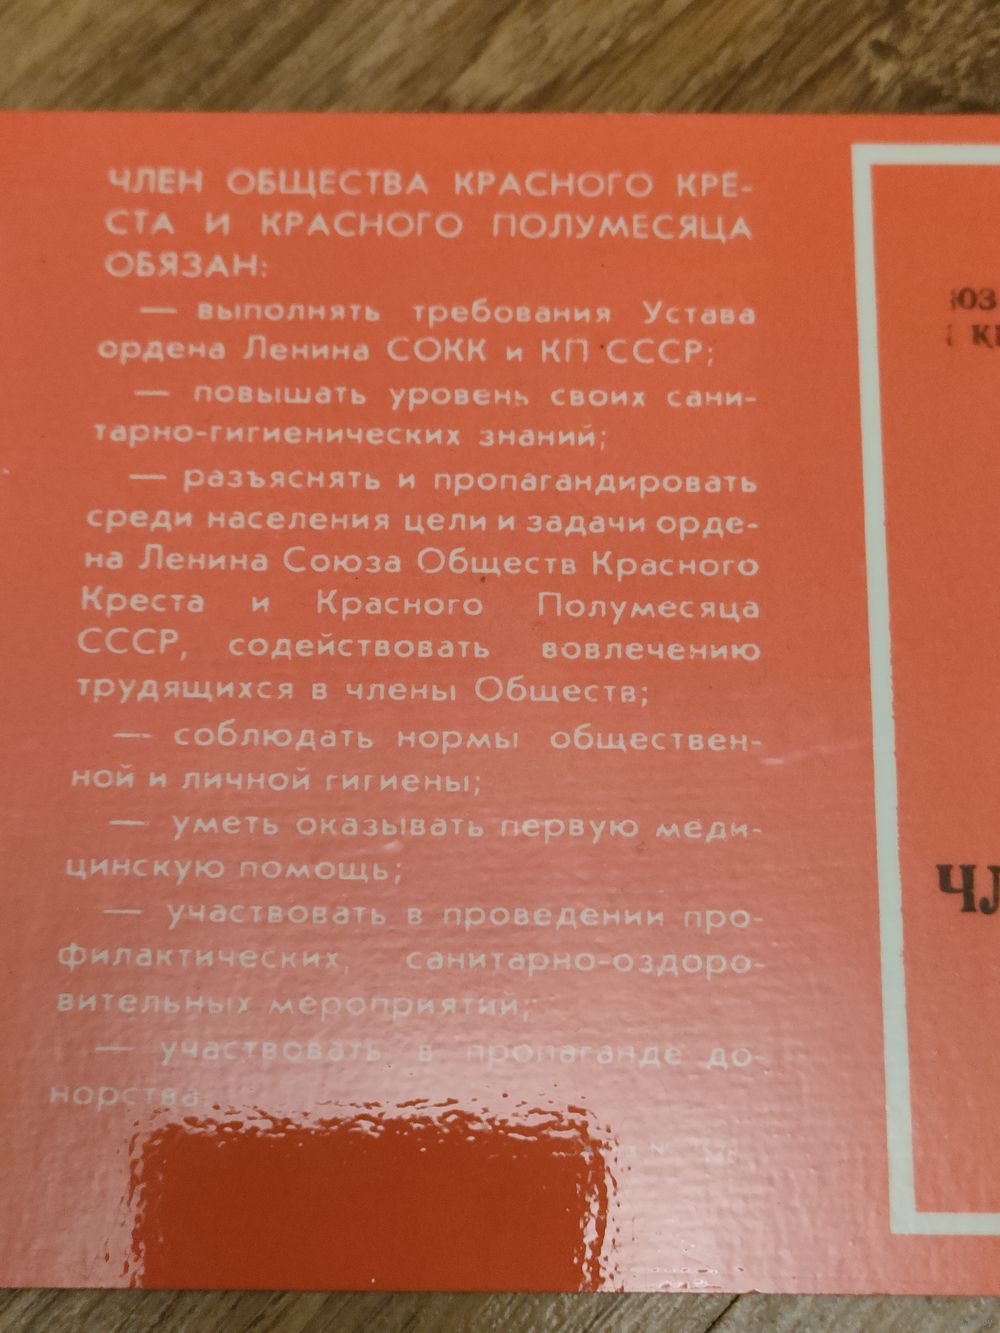 ЧЛЕН ОБЩЕСТВА КРАСНОГО КРЕ-
СТА И КРАСНОГО ПОЛУМЕСЯЦА
ОБЯЗАН:
— выполнять требования Устава
ордена Ленина СОКК и КП СССР;
— повышать уровень своих сани-
тарно-гигиенических знаний;
— разъяснять и пропагандировать
среди населения цели и задачи орде-
на Ленина Союза Обществ Красного
Креста и Красного Полумесяца
СССР, содействовать вовлечению
трудящихся в члены Обществ;
— соблюдать нормы обществен-
ной и личной гигиены;
— уметь оказывать первую меди-
цинскую помощь;
— участвовать в проведении про-
филактических, санитарно-оздоро-
вительных мероприятий;
— участвовать в пропаганде до-
норства.
ЮЗ
К
ЧЛ